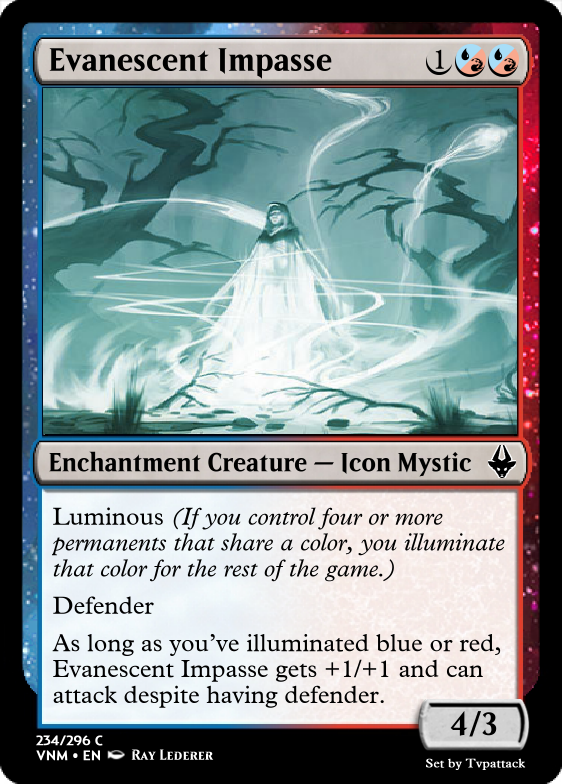 Evanescent Impasse 1
Enchantment Creature — Icon Mystic
Luminous (If you control four or more
permanents that share a color, you illuminate
that color for the rest of the game.)
Defender
As long as you've illuminated blue or red,
Evanescent Impasse gets +1/+1 and can
attack despite having defender.
4/3
234/296 C
VNM • EN Ray Lederer
Set by Tvpattack